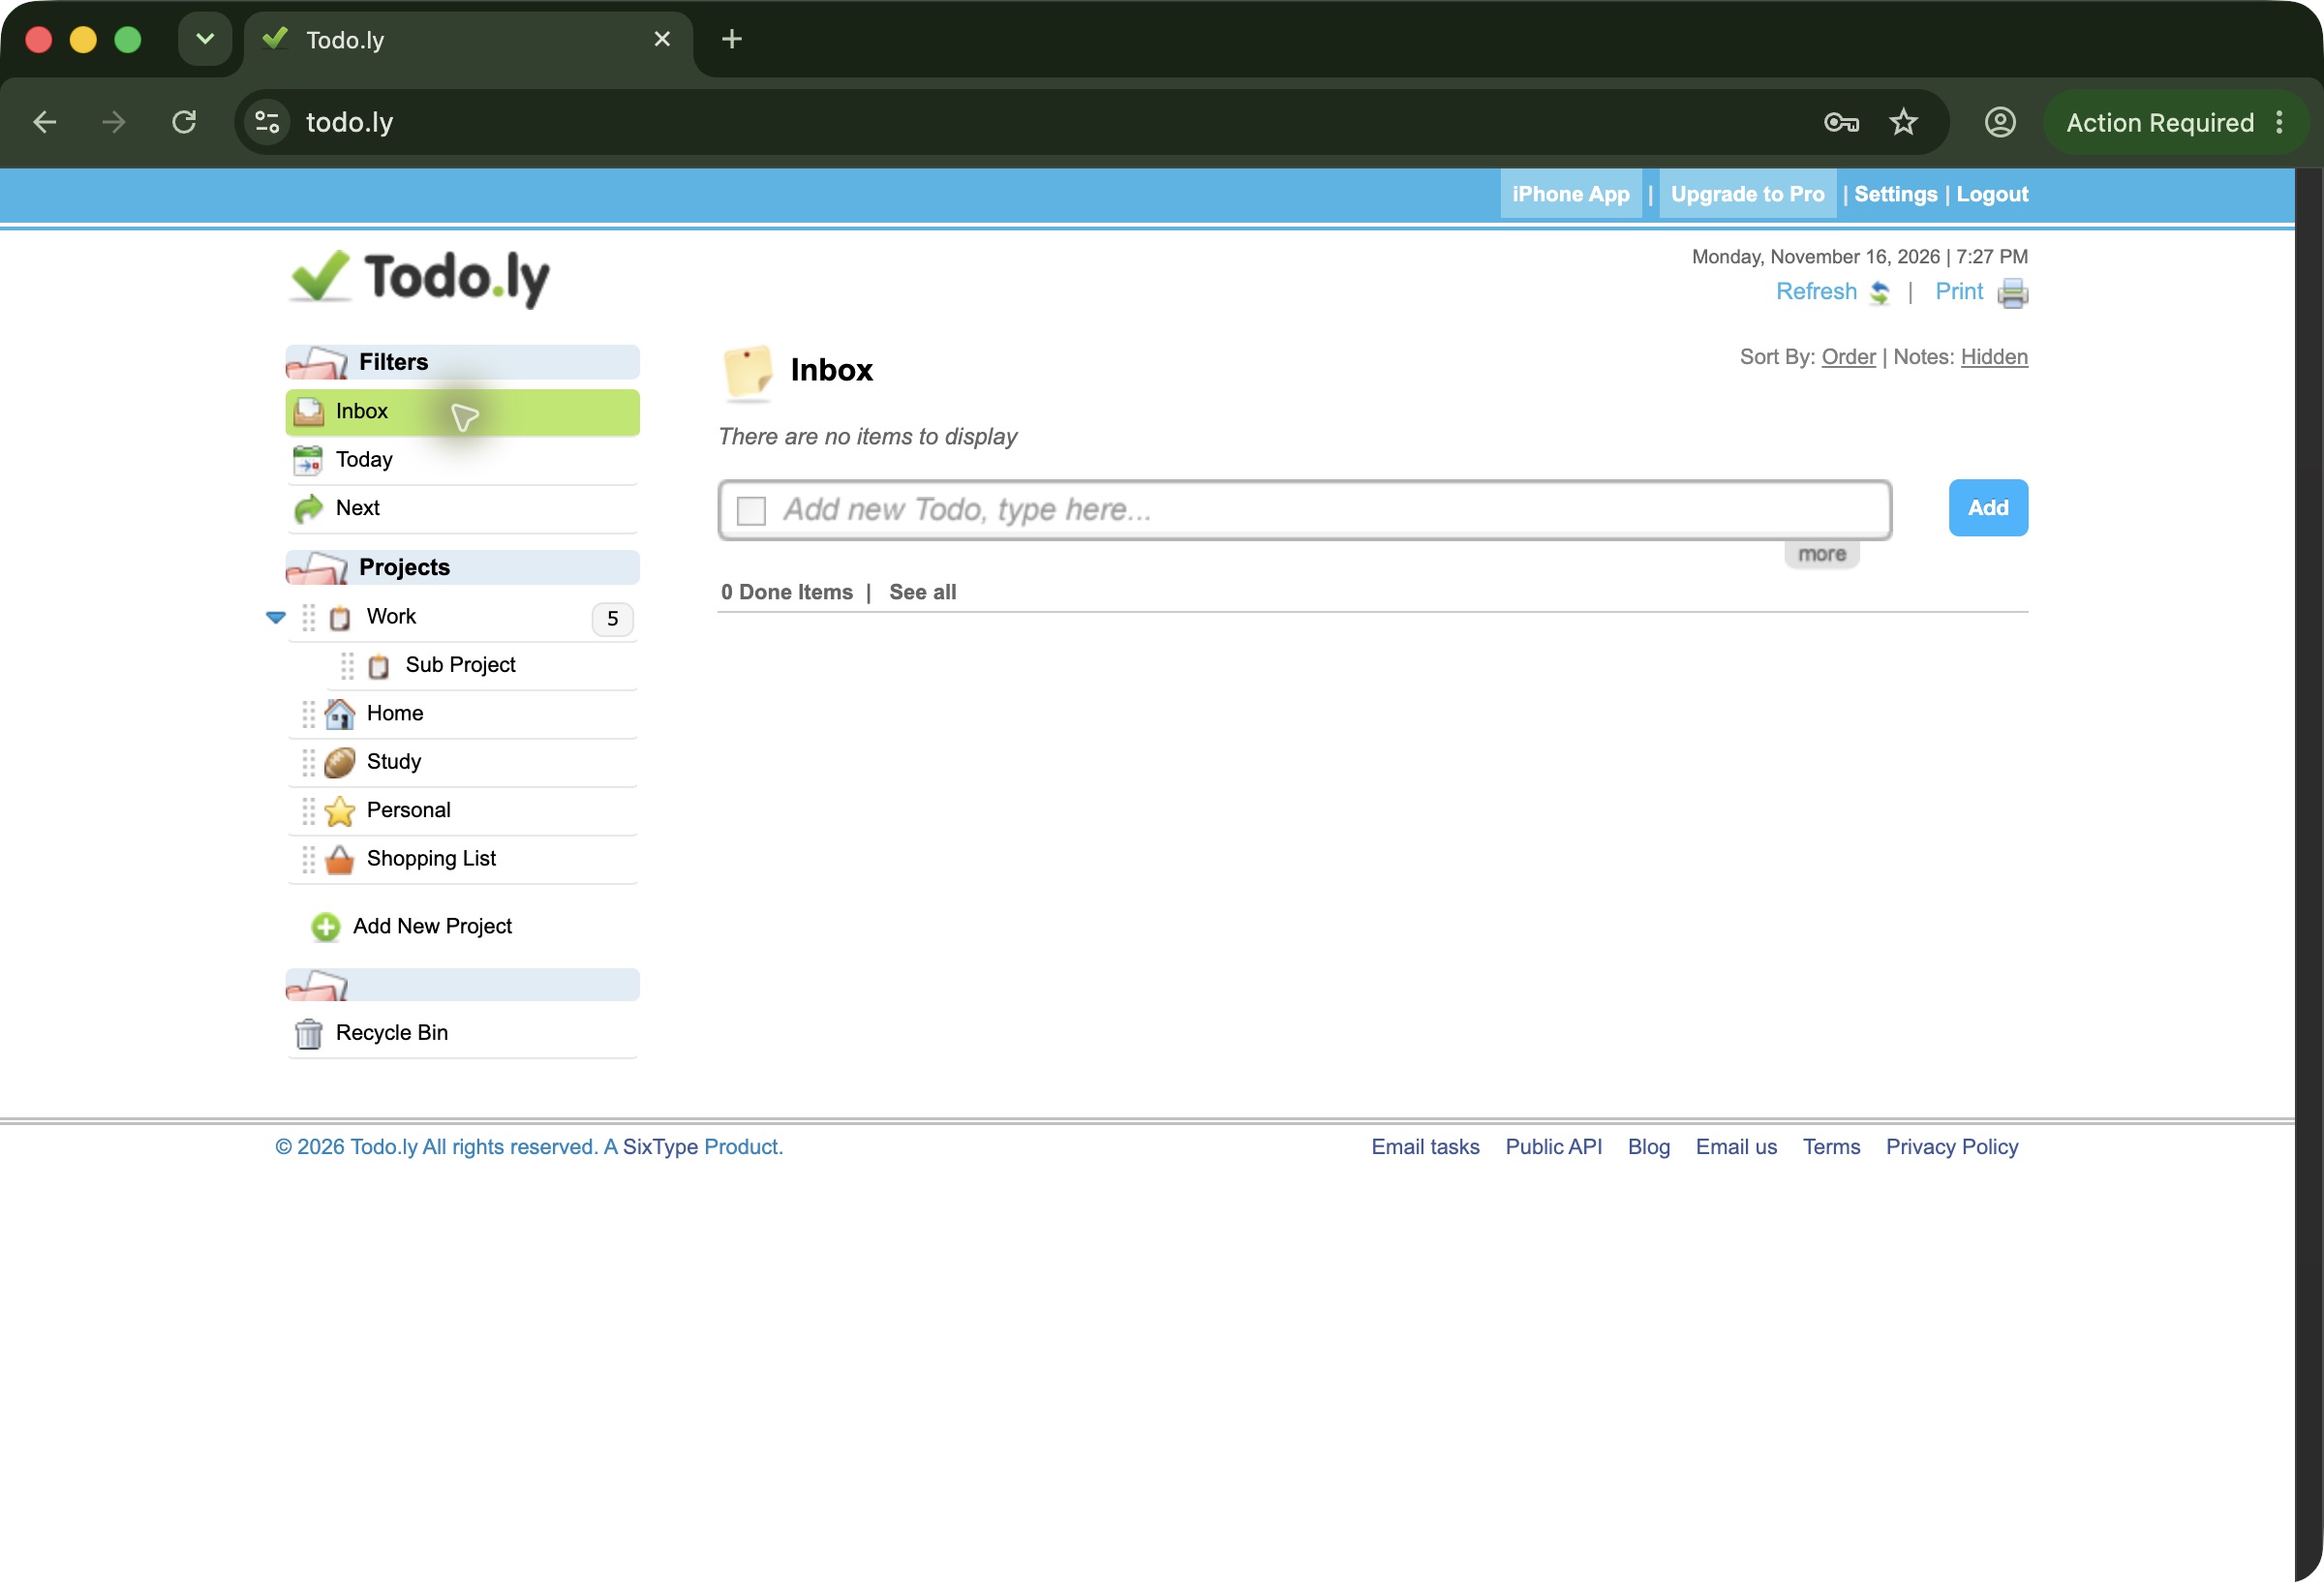 Todo.ly
todo.ly
Action Required
iPhone App | Upgrade to Pro | Settings | Logout
Todo.ly
Monday, November 16, 2026 | 7:27 PM
Refresh | Print
Filters
Inbox
Today
Next
Projects
Work 5
Sub Project
Home
Study
Personal
Shopping List
Add New Project
Recycle Bin
Inbox
Sort By: Order | Notes: Hidden
There are no items to display
Add new Todo, type here...
Add
more
0 Done Items | See all
© 2026 Todo.ly All rights reserved. A SixType Product.
Email tasks Public API Blog Email us Terms Privacy Policy